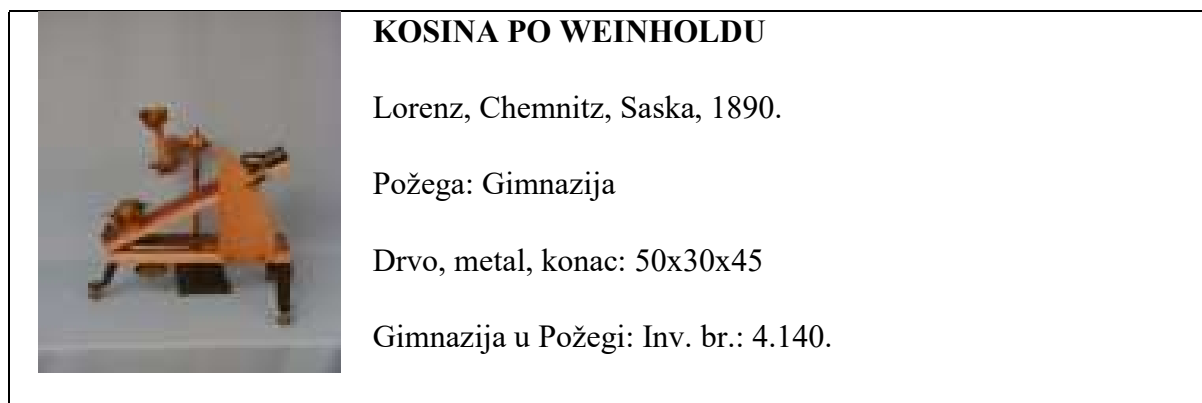 KOSINA PO WEINHOLDU
Lorenz, Chemnitz, Saska, 1890.
Požega: Gimnazija
Drvo, metal, konac: 50x30x45
Gimnazija u Požegi: Inv. br.: 4.140.